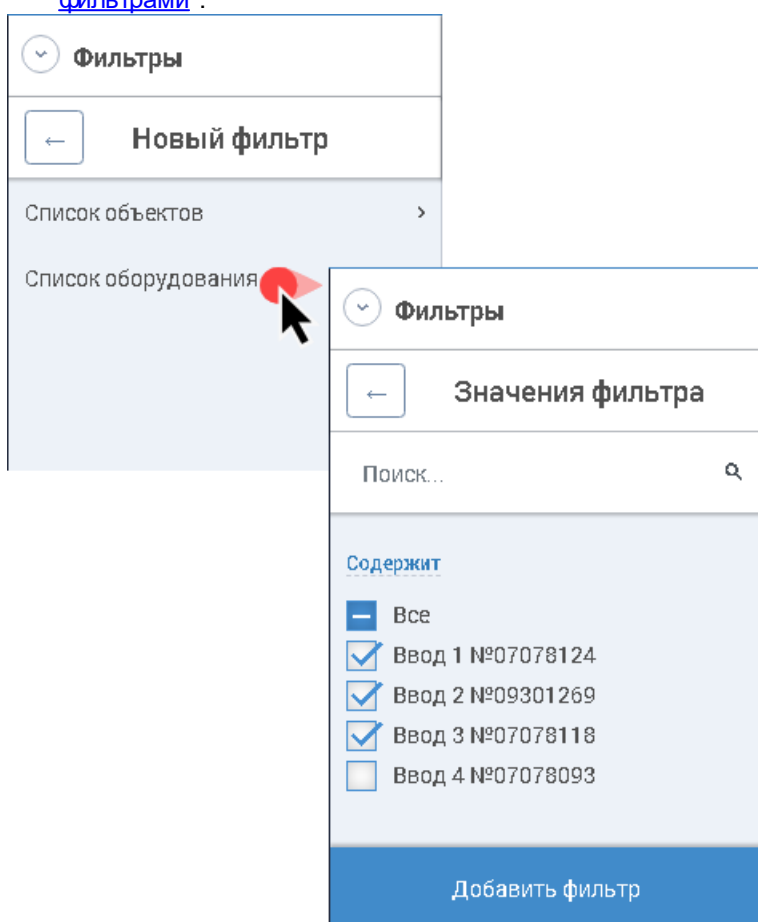 фильтрами".
Фильтры
Новый фильтр
Список объектов
Список оборудования
Фильтры
Значения фильтра
Поиск...
Содержит
Все
Ввод 1 №07078124
Ввод 2 №09301269
Ввод 3 №07078118
Ввод 4 №07078093
Добавить фильтр